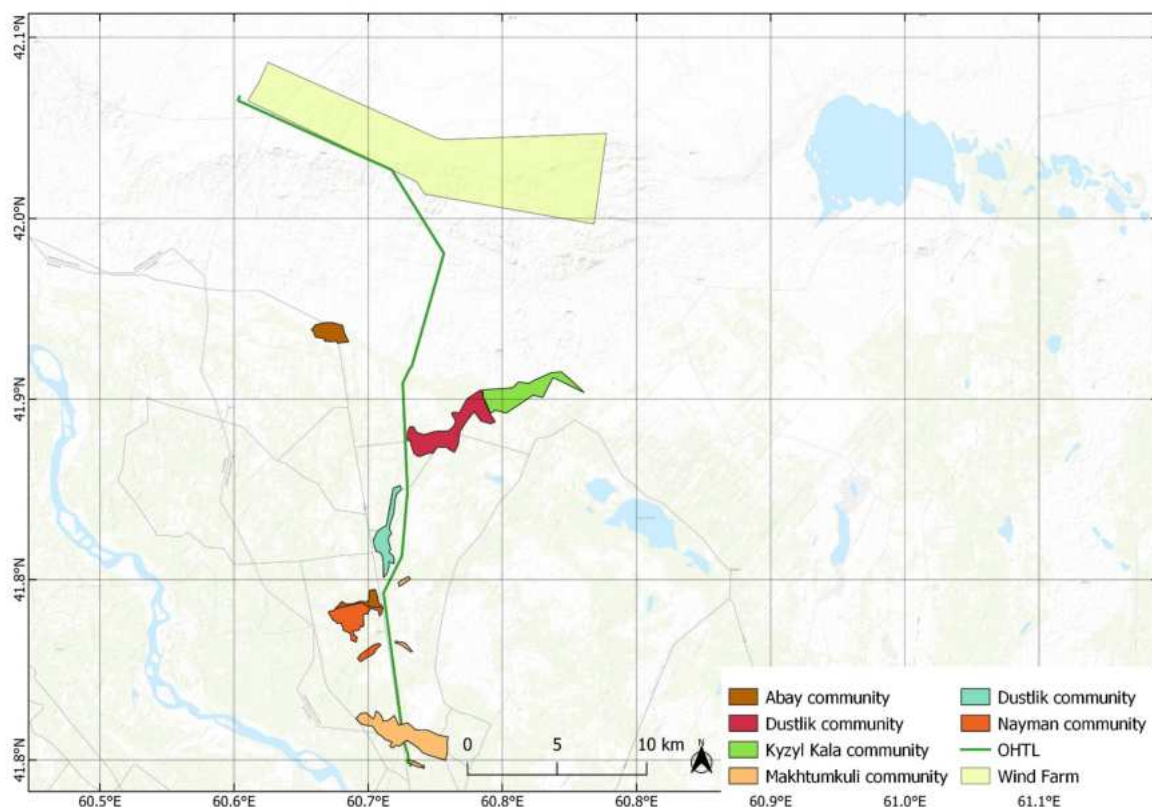 42.1°N
42.0°N
41.9°N
41.8°N
41.8°N
60.5°E
60.6°E
60.7°E
60.8°E
60.8°E
60.9°E
61.0°E
61.1°E
Abay community
Dustlik community
Kyzyl Kala community
Makhtumkuli community
Dustlik community
Nayman community
OHTL
Wind Farm
0 5 10 km
N